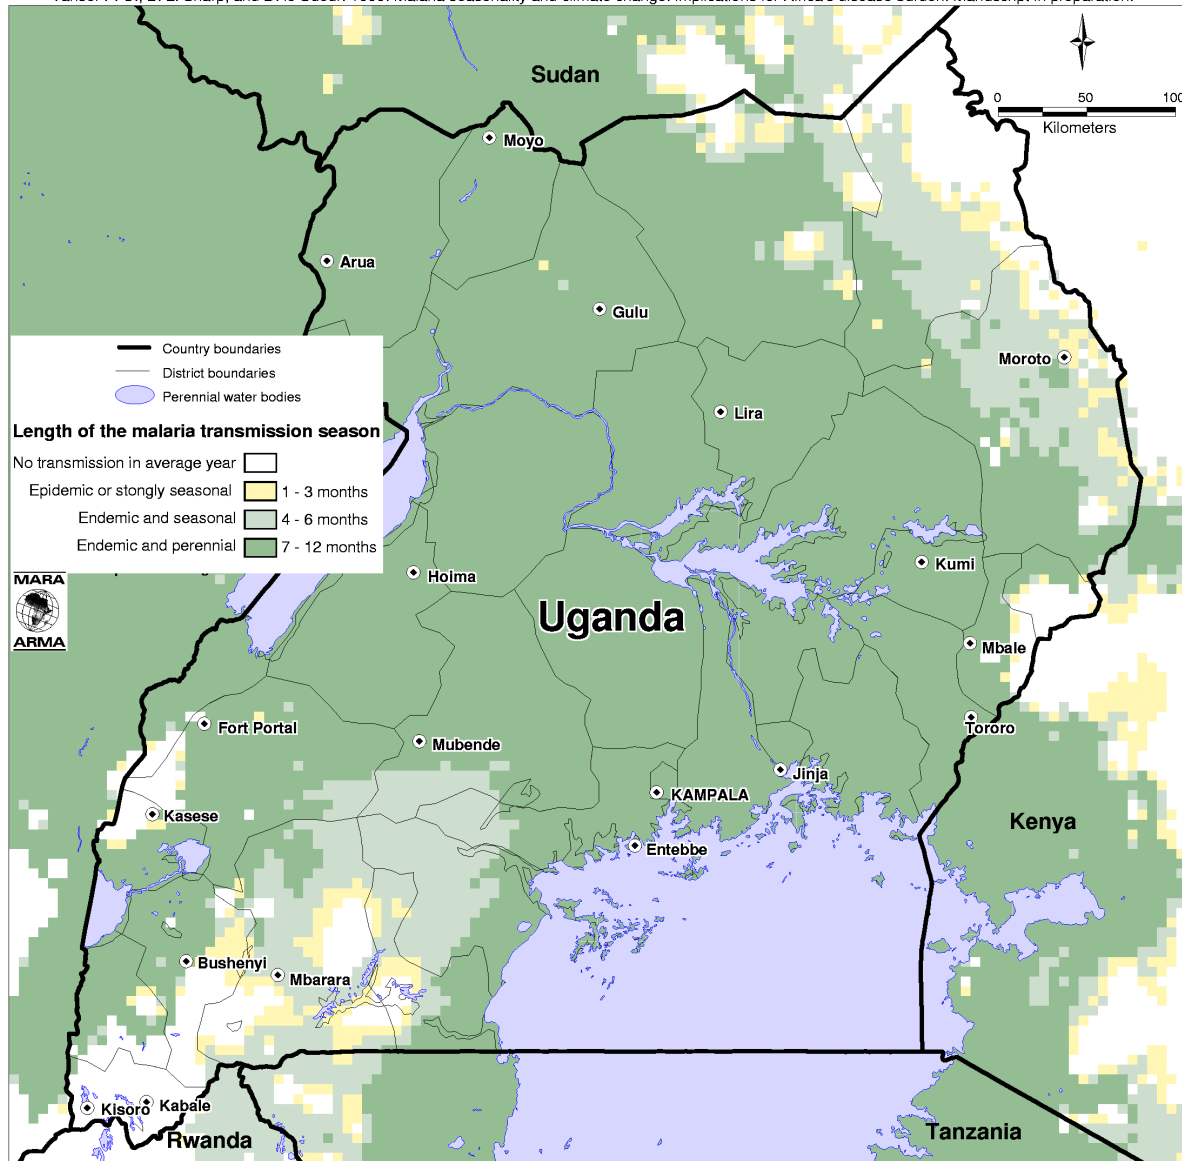 Sudan
Moyo
0 50 100
Kilometers
Arua
Gulu
Country boundaries
District boundaries
Perennial water bodies
Length of the malaria transmission season
No transmission in average year
Epidemic or stongly seasonal 1 - 3 months
Endemic and seasonal 4 - 6 months
Endemic and perennial 7 - 12 months
Moroto
Lira
MARA
ARMA
Hoima
Kumi
Uganda
Mbale
Fort Portal
Tororo
Mubende
Jinja
KAMPALA
Kasese
Kenya
Entebbe
Bushenyi
Mbarara
Kisoro
Kabale
Rwanda
Tanzania